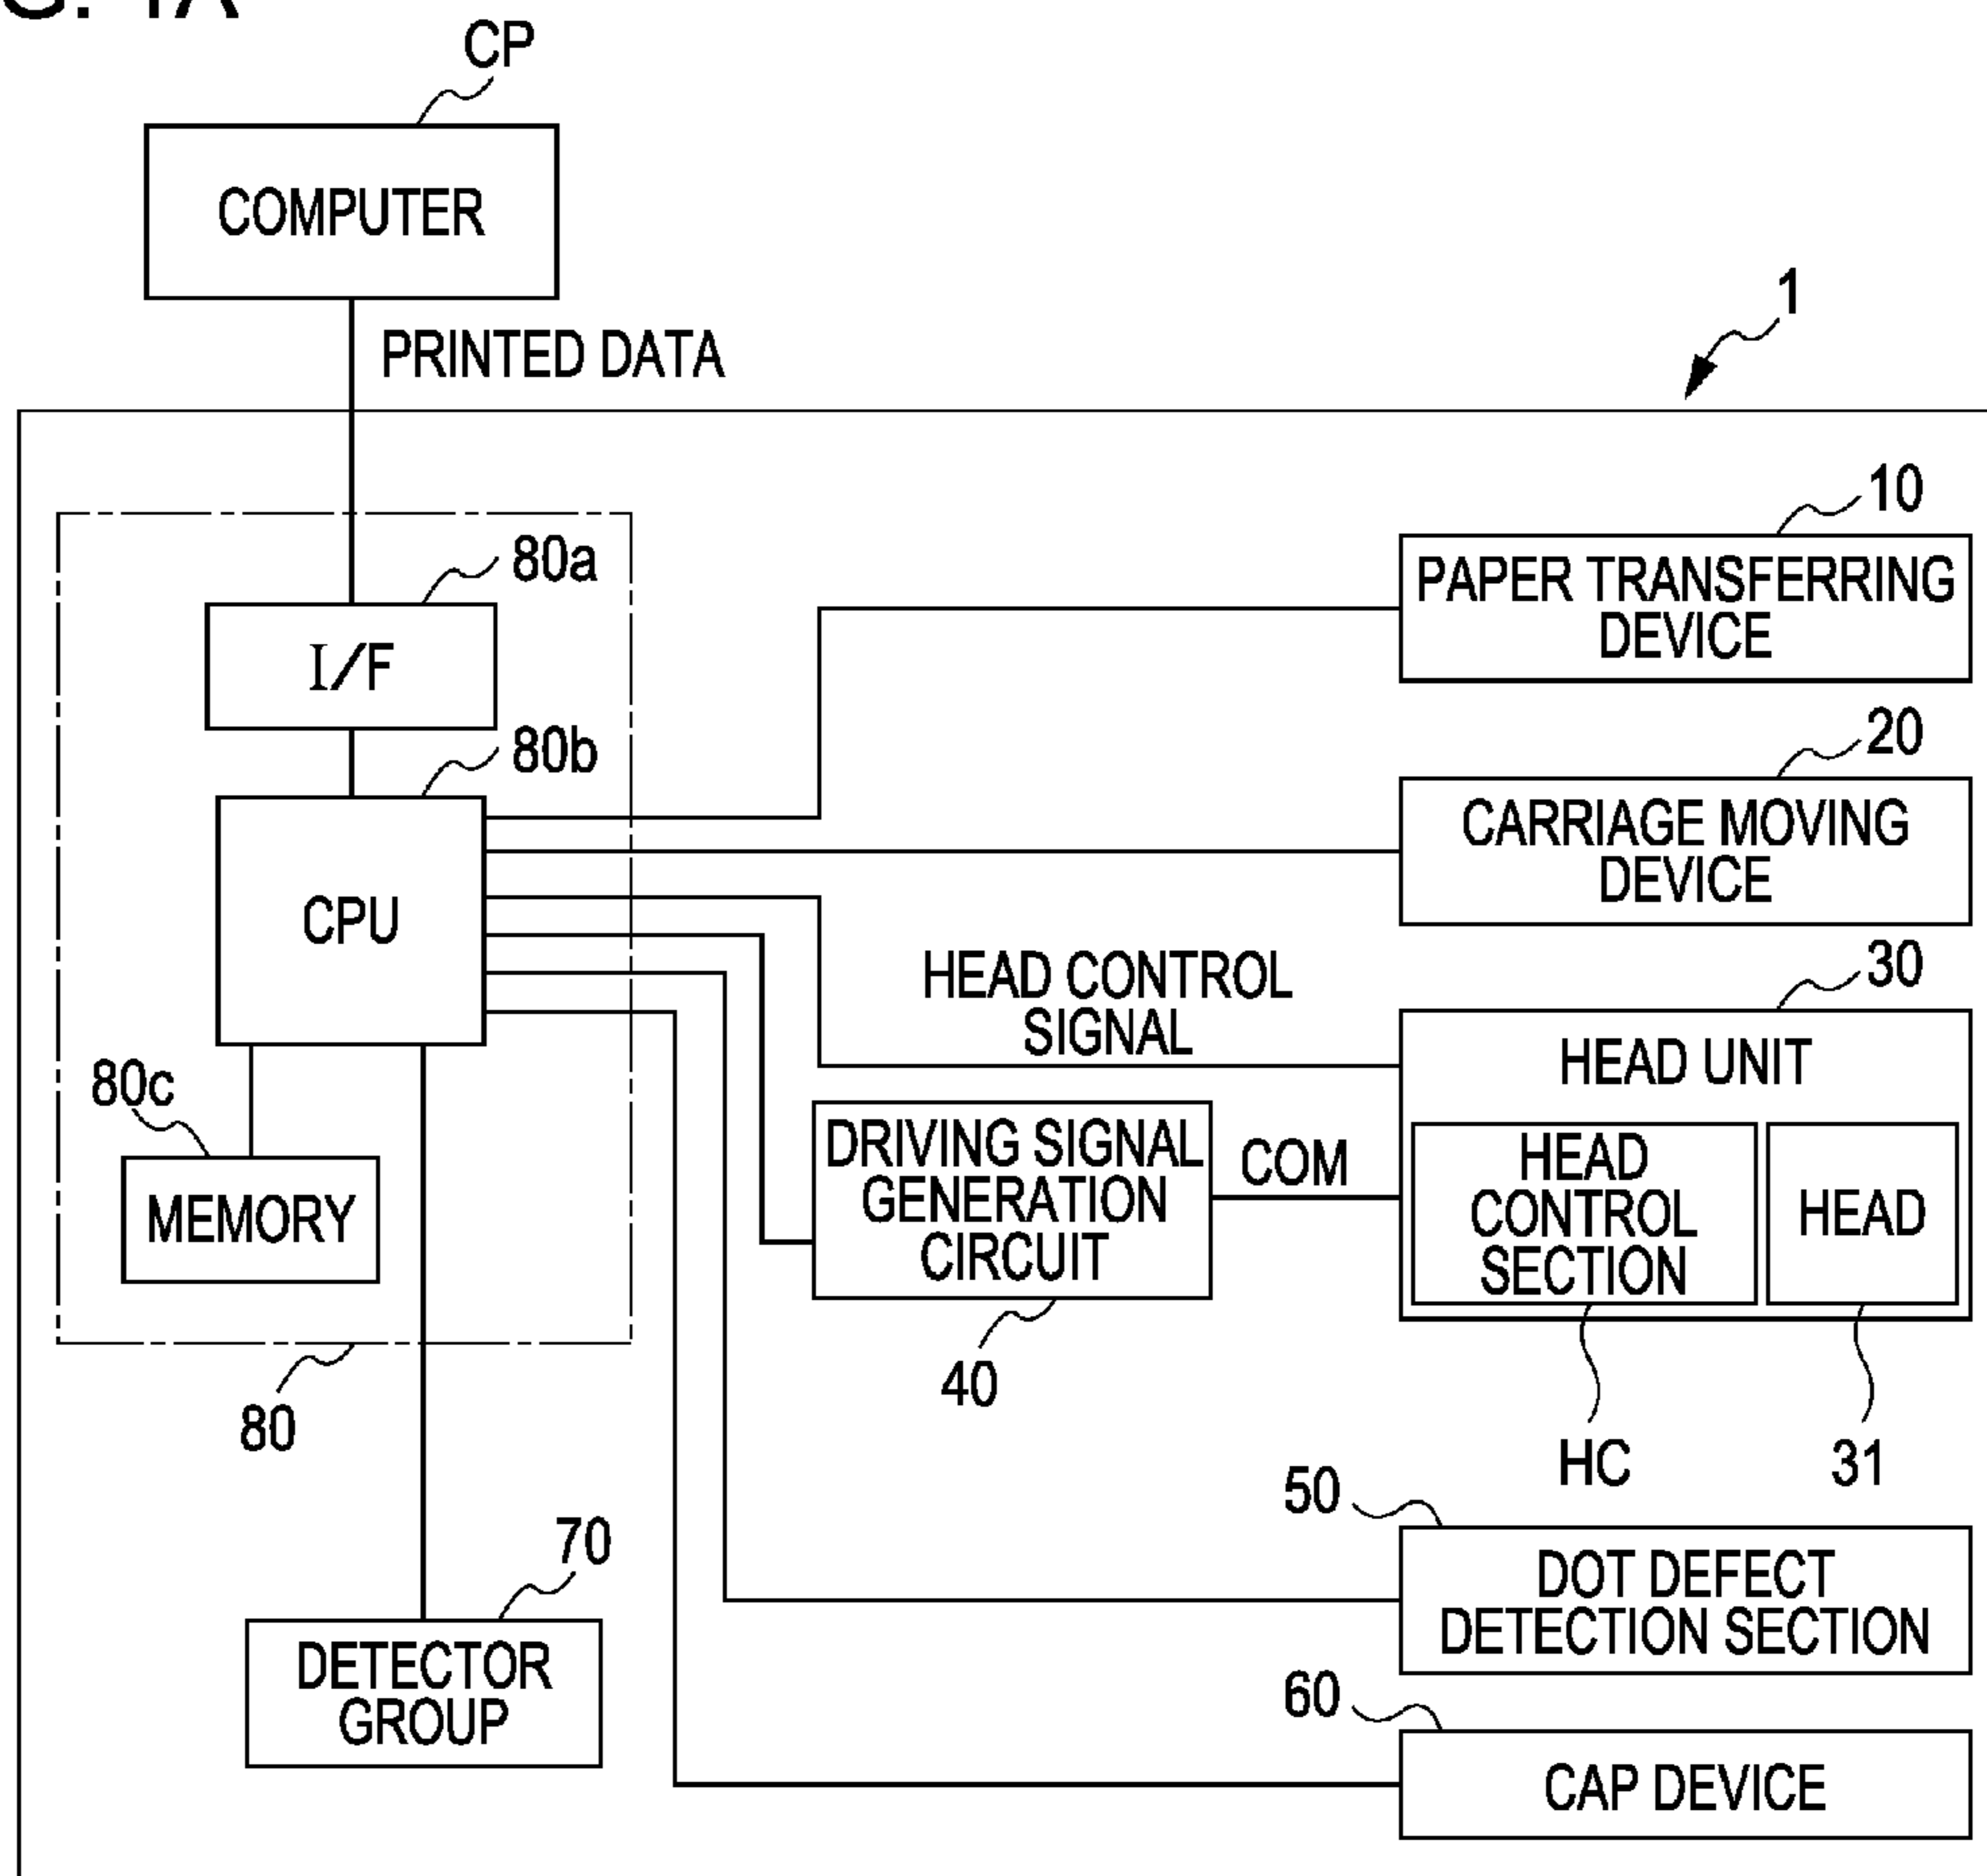 CP
COMPUTER
PRINTED DATA
1
10
PAPER TRANSFERRING
DEVICE
80a
I/F
20
CARRIAGE MOVING
DEVICE
80b
CPU
HEAD CONTROL
SIGNAL
30
HEAD UNIT
80c
MEMORY
DRIVING SIGNAL
GENERATION
CIRCUIT
COM
HEAD
CONTROL
SECTION
HEAD
40
80
HC
31
50
DOT DEFECT
DETECTION SECTION
70
DETECTOR
GROUP
60
CAP DEVICE